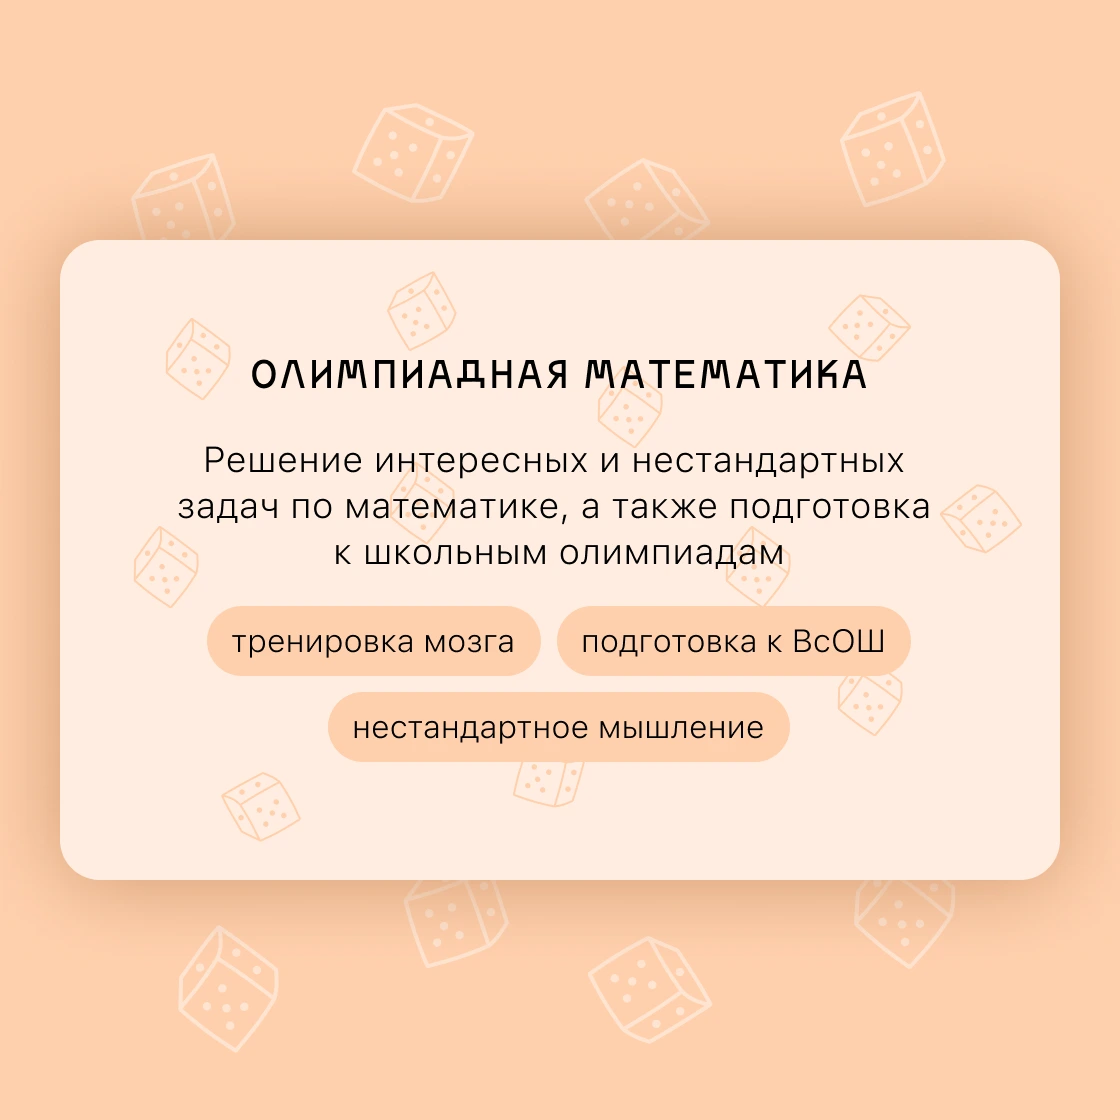 ОЛИМПИАДНАЯ МАТЕМАТИКА
Решение интересных и нестандартных
задач по математике, а также подготовка
к школьным олимпиадам
тренировка мозга подготовка к ВсОШ
нестандартное мышление